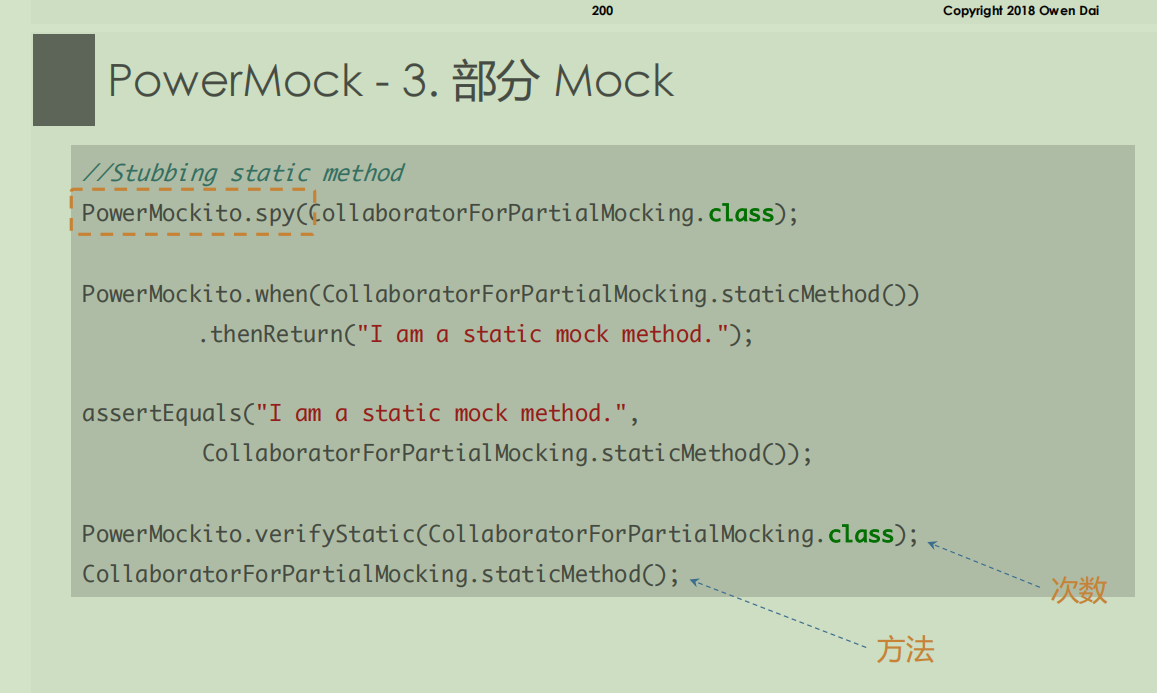 200
Copyright 2018 Owen Dai
PowerMock - 3. 部分 Mock
//Stubbing static method
PowerMockito.spy(CollaboratorForPartialMocking.class);
PowerMockito.when(CollaboratorForPartialMocking.staticMethod())
.thenReturn("I am a static mock method.");
assertEquals("I am a static mock method.",
CollaboratorForPartialMocking.staticMethod());
PowerMockito.verifyStatic(CollaboratorForPartialMocking.class);
CollaboratorForPartialMocking.staticMethod();
次数
方法